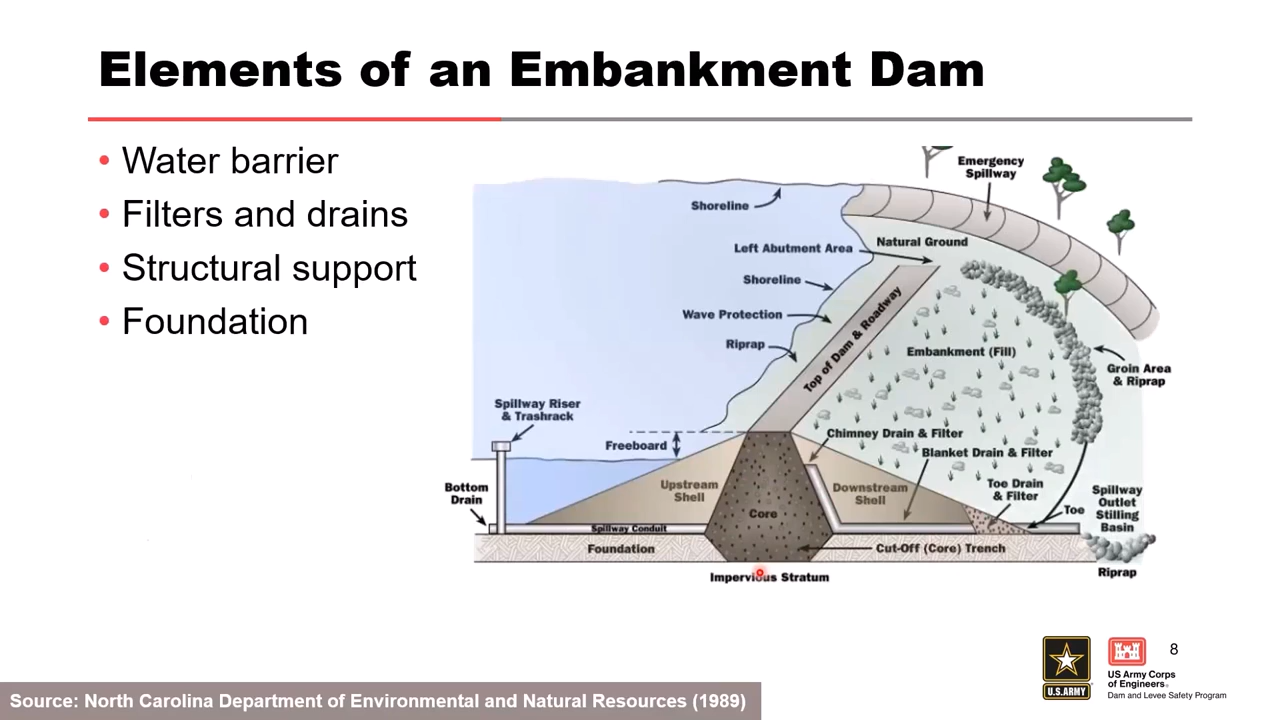 Elements of an Embankment Dam
• Water barrier
• Filters and drains
• Structural support
• Foundation
Emergency
Spillway
Shoreline
Left Abutment Area
Natural Ground
Shoreline
Wave Protection
Riprap
Top of Dam & Roadway
Embankment (Fill)
Groin Area
& Riprap
Spillway Riser
& Trashrack
Freeboard
Chimney Drain & Filter
Blanket Drain & Filter
Bottom
Drain
Upstream
Shell
Core
Downstream
Shell
Toe Drain
& Filter
Toe
Spillway
Outlet
Stilling
Basin
Spillway Conduit
Foundation
Cut-Off (Core) Trench
Impervious Stratum
Riprap
U.S.ARMY
US Army Corps
of Engineers®
Dam and Levee Safety Program
8
Source: North Carolina Department of Environmental and Natural Resources (1989)